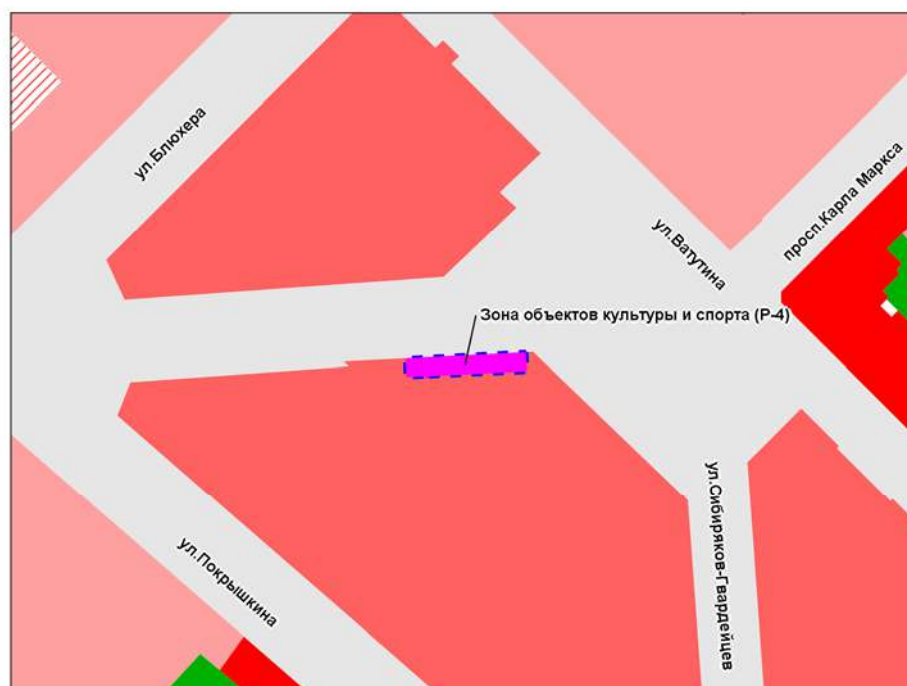 ул.Блюхера
просп.Карла Маркса
ул.Ватутина
Зона объектов культуры и спорта (Р-4)
ул.Сибиряков-Гвардейцев
ул.Покрышкина